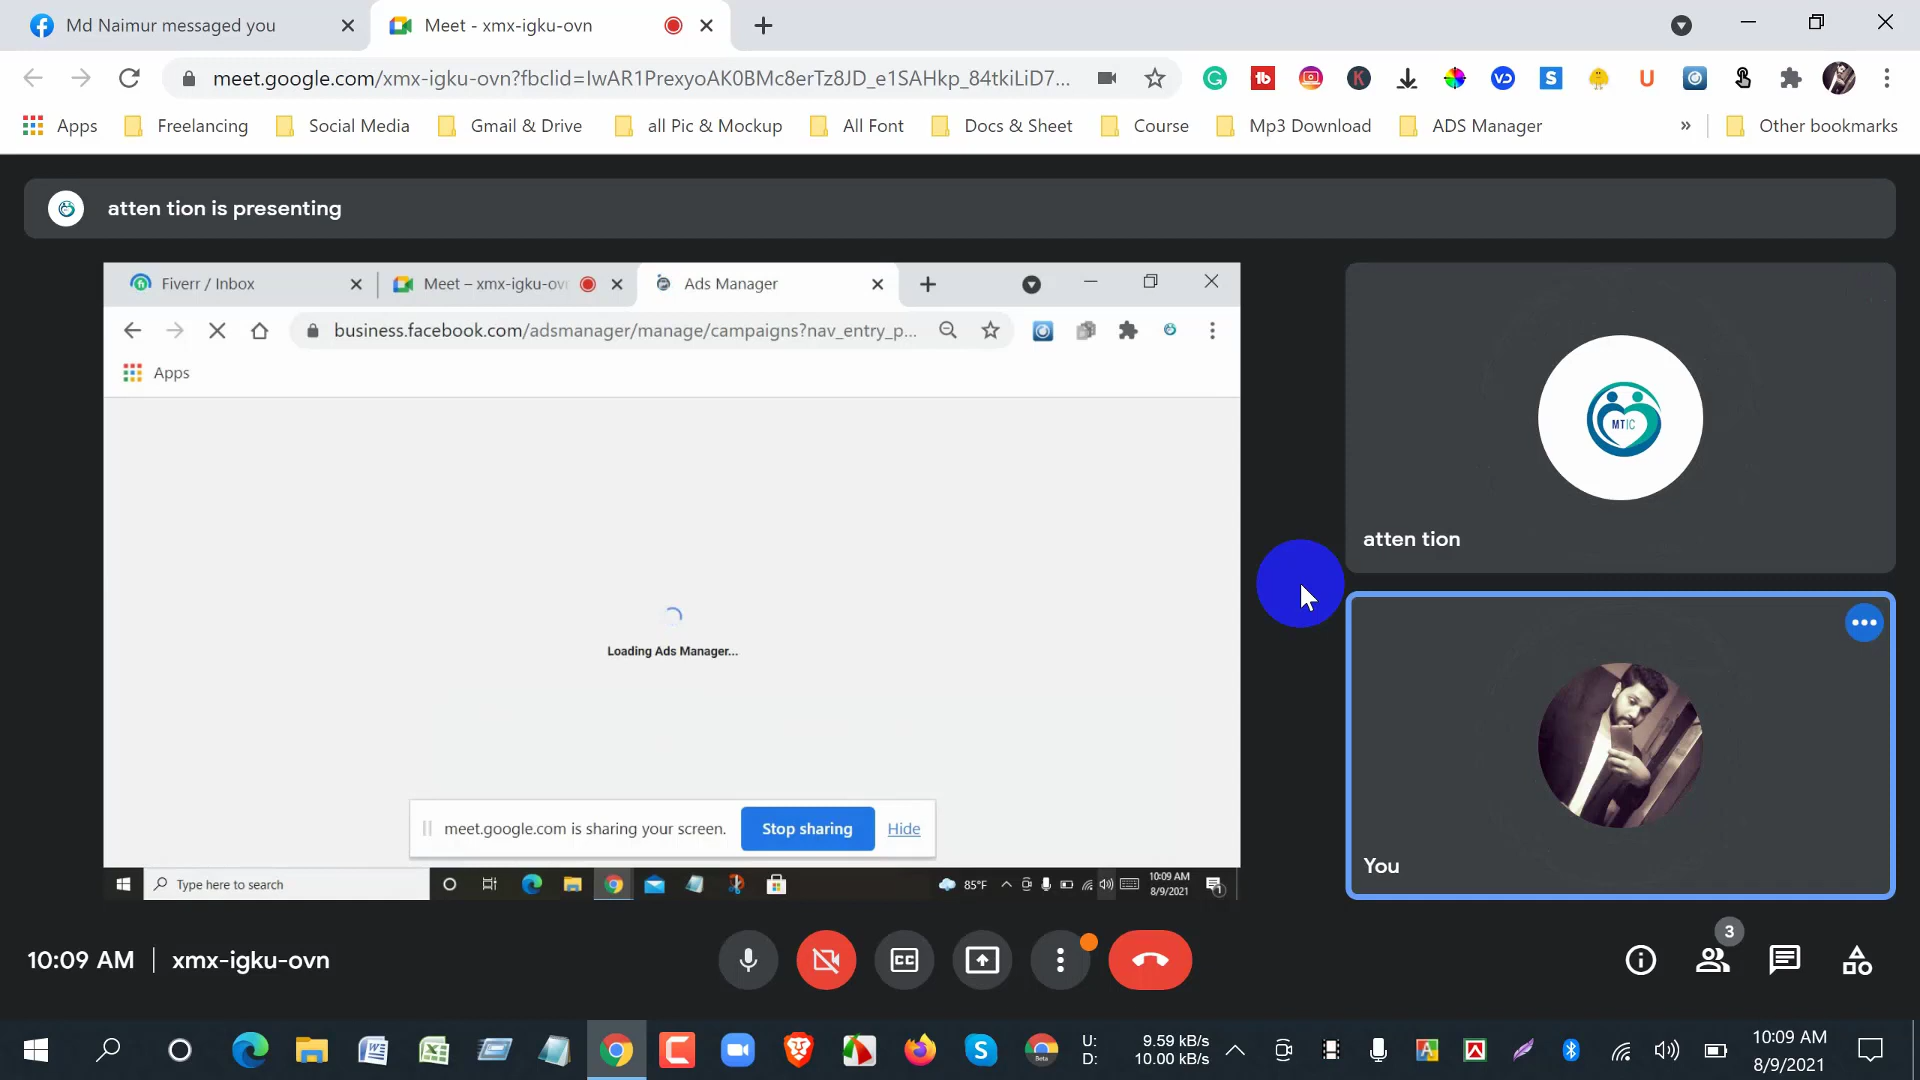 Md Naimur messaged you
Meet - xmx-igku-ovn
meet.google.com/xmx-igku-ovn?fbclid=IwAR1PrexyoAK0BMc8erTz8JD_e1SAHkp_84tkiLiD7...
Apps Freelancing Social Media Gmail & Drive all Pic & Mockup All Font Docs & Sheet Course Mp3 Download ADS Manager » Other bookmarks
atten tion is presenting
Fiverr / Inbox
Meet – xmx-igku-ovn
Ads Manager
business.facebook.com/adsmanager/manage/campaigns?nav_entry_p...
Apps
Loading Ads Manager...
meet.google.com is sharing your screen. Stop sharing Hide
Type here to search
85°F
10:09 AM
8/9/2021
1
MTIC
atten tion
You
10:09 AM | xmx-igku-ovn
CC
3
U: 9.59 kB/s
D: 10.00 kB/s
Beta
10:09 AM
8/9/2021